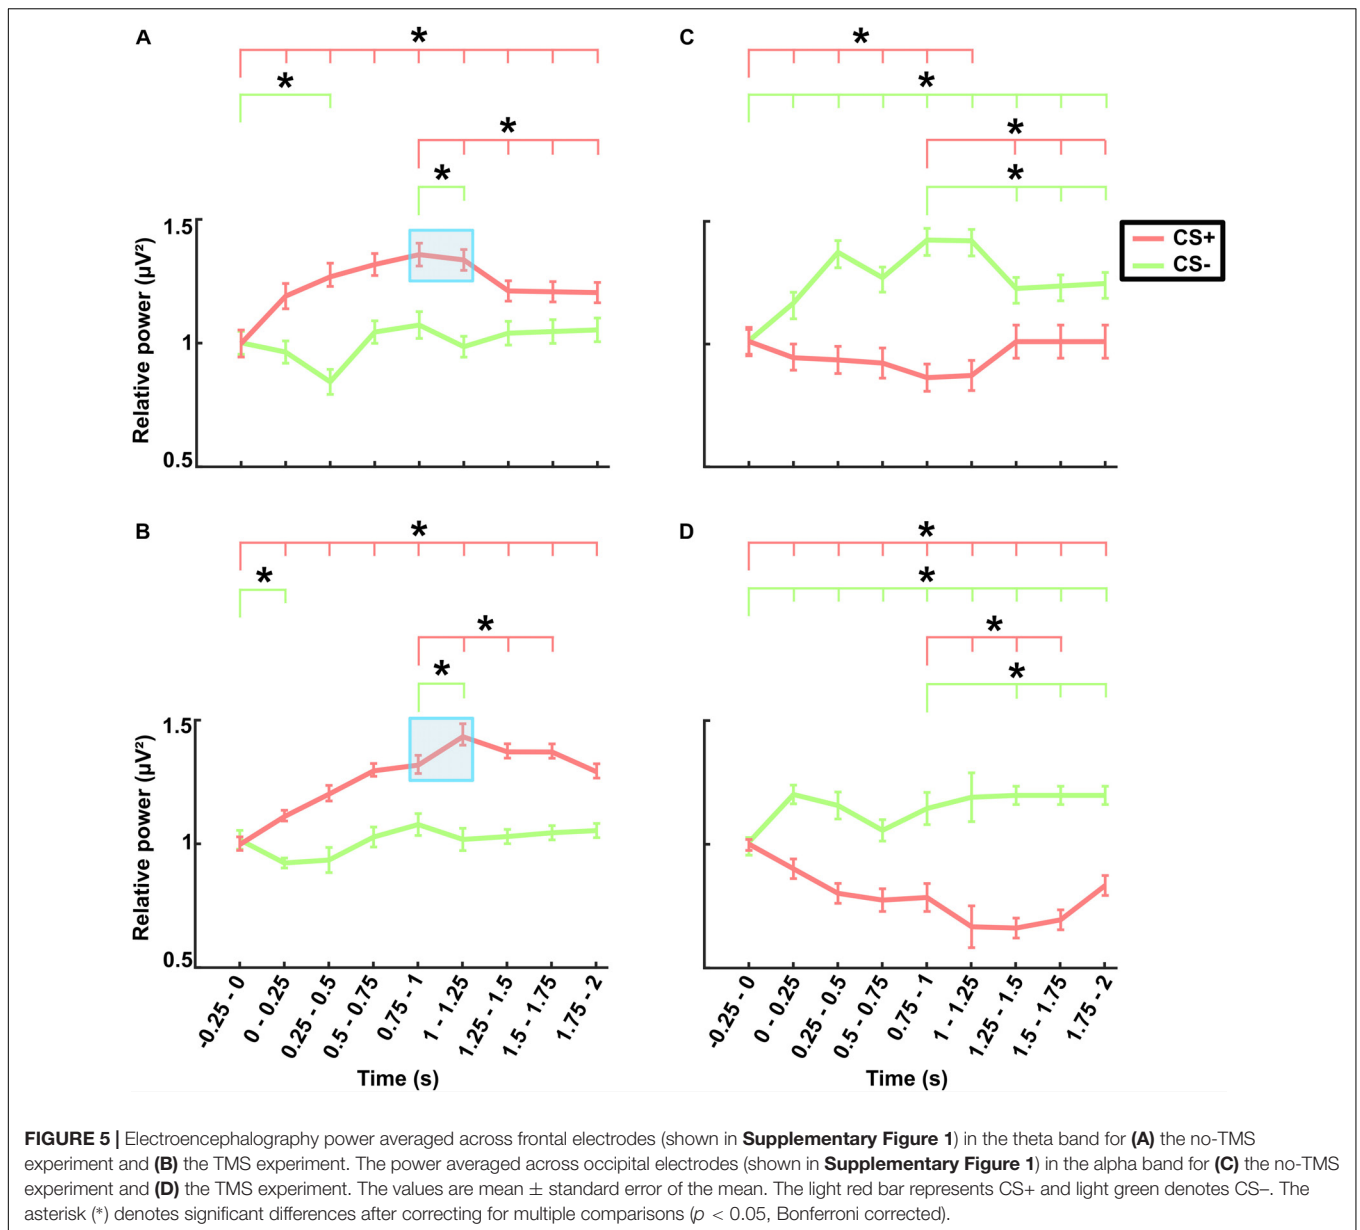 A
*
*
*
*
1.5
1
0.5
Relative power (µV²)
C
*
*
*
*
CS+
CS-
B
*
*
*
*
1.5
1
0.5
Relative power (µV²)
-0.25 - 0
0 - 0.25
0.25 - 0.5
0.5 - 0.75
0.75 - 1
1 - 1.25
1.25 - 1.5
1.5 - 1.75
1.75 - 2
Time (s)
D
*
*
*
*
-0.25 - 0
0 - 0.25
0.25 - 0.5
0.5 - 0.75
0.75 - 1
1 - 1.25
1.25 - 1.5
1.5 - 1.75
1.75 - 2
Time (s)
FIGURE 5 | Electroencephalography power averaged across frontal electrodes (shown in Supplementary Figure 1) in the theta band for (A) the no-TMS
experiment and (B) the TMS experiment. The power averaged across occipital electrodes (shown in Supplementary Figure 1) in the alpha band for (C) the no-TMS
experiment and (D) the TMS experiment. The values are mean ± standard error of the mean. The light red bar represents CS+ and light green denotes CS−. The
asterisk (*) denotes significant differences after correcting for multiple comparisons (p < 0.05, Bonferroni corrected).